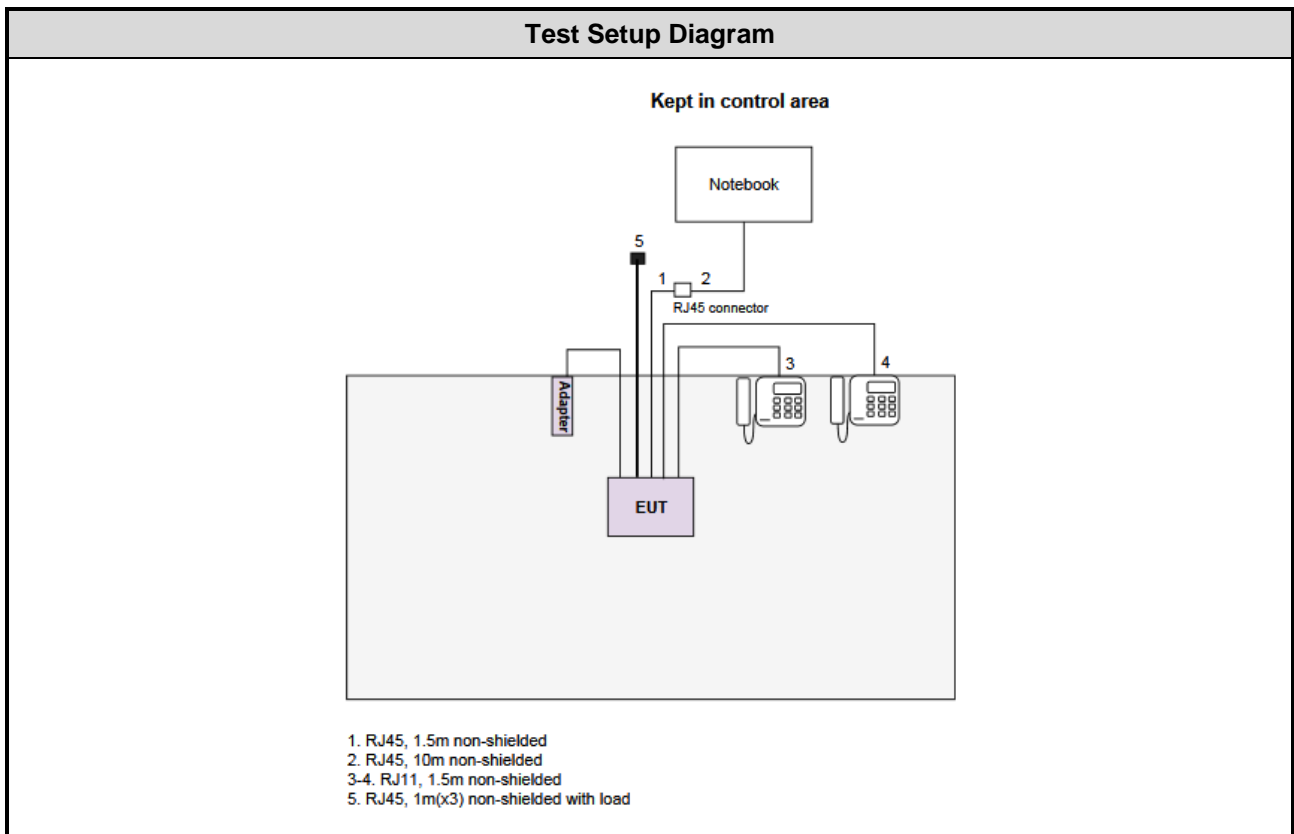 Test Setup Diagram
Kept in control area
Notebook
5
1
2
RJ45 connector
3
4
Adapter
EUT
1. RJ45, 1.5m non-shielded
2. RJ45, 10m non-shielded
3-4. RJ11, 1.5m non-shielded
5. RJ45, 1m(x3) non-shielded with load